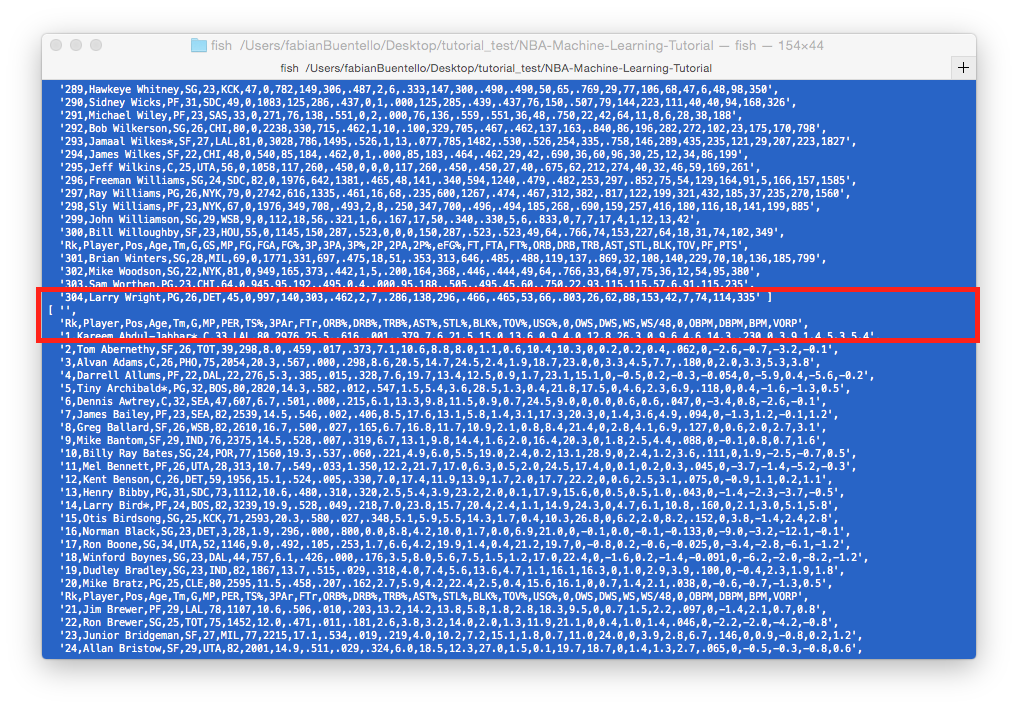 fish /Users/fabianBuentello/Desktop/tutorial_test/NBA-Machine-Learning-Tutorial — fish — 154×44
fish /Users/fabianBuentello/Desktop/tutorial_test/NBA-Machine-Learning-Tutorial
+
'289,Hawkeye Whitney,SG,23,KCK,47,0,782,149,306,.487,2,6,.333,147,300,.490,.490,50,65,.769,29,77,106,68,47,6,48,98,350',
'290,Sidney Wicks,PF,31,SDC,49,0,1083,125,286,.437,0,1,.000,125,285,.439,.437,76,150,.507,79,144,223,111,40,40,94,168,326',
'291,Michael Wiley,PF,23,SAS,33,0,271,76,138,.551,0,2,.000,76,136,.559,.551,36,48,.750,22,42,64,11,8,6,28,38,188',
'292,Bob Wilkerson,SG,26,CHI,80,0,2238,330,715,.462,1,10,.100,329,705,.467,.462,137,163,.840,86,196,282,272,102,23,175,170,798',
'293,Jamaal Wilkes*,SF,27,LAL,81,0,3028,786,1495,.526,1,13,.077,785,1482,.530,.526,254,335,.758,146,289,435,235,121,29,207,223,1827',
'294,James Wilkes,SF,22,CHI,48,0,540,85,184,.462,0,1,.000,85,183,.464,.462,29,42,.690,36,60,96,30,25,12,34,86,199',
'295,Jeff Wilkins,C,25,UTA,56,0,1058,117,260,.450,0,0,,117,260,.450,.450,27,40,.675,62,212,274,40,32,46,59,169,261',
'296,Freeman Williams,SG,24,SDC,82,0,1976,642,1381,.465,48,141,.340,594,1240,.479,.482,253,297,.852,75,54,129,164,91,5,166,157,1585',
'297,Ray Williams,PG,26,NYK,79,0,2742,616,1335,.461,16,68,.235,600,1267,.474,.467,312,382,.817,122,199,321,432,185,37,235,270,1560',
'298,Sly Williams,PF,23,NYK,67,0,1976,349,708,.493,2,8,.250,347,700,.496,.494,185,268,.690,159,257,416,180,116,18,141,199,885',
'299,John Williamson,SG,29,WSB,9,0,112,18,56,.321,1,6,.167,17,50,.340,.330,5,6,.833,0,7,7,17,4,1,12,13,42',
'300,Bill Willoughby,SF,23,HOU,55,0,1145,150,287,.523,0,0,,150,287,.523,.523,49,64,.766,74,153,227,64,18,31,74,102,349',
'Rk,Player,Pos,Age,Tm,G,GS,MP,FG,FGA,FG%,3P,3PA,3P%,2P,2PA,2P%,eFG%,FT,FTA,FT%,ORB,DRB,TRB,AST,STL,BLK,TOV,PF,PTS',
'301,Brian Winters,SG,28,MIL,69,0,1771,331,697,.475,18,51,.353,313,646,.485,.488,119,137,.869,32,108,140,229,70,10,136,185,799',
'302,Mike Woodson,SG,22,NYK,81,0,949,165,373,.442,1,5,.200,164,368,.446,.444,49,64,.766,33,64,97,75,36,12,54,95,380',
'303,Sam Worthen,PG,23,CHI,64,0,945,95,192,.495,0,4,.000,95,188,.505,.495,45,60,.750,22,93,115,115,57,6,91,115,235',
'304,Larry Wright,PG,26,DET,45,0,997,140,303,.462,2,7,.286,138,296,.466,.465,53,66,.803,26,62,88,153,42,7,74,114,335' ]
[ '',
'Rk,Player,Pos,Age,Tm,G,MP,PER,TS%,3PAr,FTr,ORB%,DRB%,TRB%,AST%,STL%,BLK%,TOV%,USG%,0,OWS,DWS,WS,WS/48,0,OBPM,DBPM,BPM,VORP',
'1,Kareem Abdul-Jabbar*,C,33,LAL,80,2976,25.5,.616,.001,.379,7.6,21.5,15.0,13.6,0.9,4.0,12.8,26.3,0,9.6,4.6,14.3,.230,0,3.9,1.4,5.3,5.4',
'2,Tom Abernethy,SF,26,TOT,39,298,8.0,.459,.017,.373,7.1,10.6,8.8,8.0,1.1,0.6,10.4,10.3,0,0.2,0.2,0.4,.062,0,-2.6,-0.7,-3.2,-0.1',
'3,Alvan Adams,C,26,PHO,75,2054,20.3,.567,.000,.298,8.6,20.5,14.7,24.5,2.4,1.9,18.7,23.0,0,3.3,4.5,7.7,.180,0,2.0,3.3,5.3,3.8',
'4,Darrell Allums,PF,22,DAL,22,276,5.3,.385,.015,.328,7.6,19.7,13.4,12.5,0.9,1.7,23.1,15.1,0,-0.5,0.2,-0.3,-0.054,0,-5.9,0.4,-5.6,-0.2',
'5,Tiny Archibald*,PG,32,BOS,80,2820,14.3,.582,.012,.547,1.5,5.4,3.6,28.5,1.3,0.4,21.8,17.5,0,4.6,2.3,6.9,.118,0,0.4,-1.6,-1.3,0.5',
'6,Dennis Awtrey,C,32,SEA,47,607,6.7,.501,.000,.215,6.1,13.3,9.8,11.5,0.9,0.7,24.5,9.0,0,0.0,0.6,0.6,.047,0,-3.4,0.8,-2.6,-0.1',
'7,James Bailey,PF,23,SEA,82,2539,14.5,.546,.002,.406,8.5,17.6,13.1,5.8,1.4,3.1,17.3,20.3,0,1.4,3.6,4.9,.094,0,-1.3,1.2,-0.1,1.2',
'8,Greg Ballard,SF,26,WSB,82,2610,16.7,.500,.027,.165,6.7,16.8,11.7,10.9,2.1,0.8,8.4,21.4,0,2.8,4.1,6.9,.127,0,0.6,2.0,2.7,3.1',
'9,Mike Bantom,SF,29,IND,76,2375,14.5,.528,.007,.319,6.7,13.1,9.8,14.4,1.6,2.0,16.4,20.3,0,1.8,2.5,4.4,.088,0,-0.1,0.8,0.7,1.6',
'10,Billy Ray Bates,SG,24,POR,77,1560,19.3,.537,.060,.221,4.9,6.0,5.5,19.0,2.4,0.2,13.1,28.9,0,2.4,1.2,3.6,.111,0,1.9,-2.5,-0.7,0.5',
'11,Mel Bennett,PF,26,UTA,28,313,10.7,.549,.033,1.350,12.2,21.7,17.0,6.3,0.5,2.0,24.5,17.4,0,0.1,0.2,0.3,.045,0,-3.7,-1.4,-5.2,-0.3',
'12,Kent Benson,C,26,DET,59,1956,15.1,.524,.005,.330,7.0,17.4,11.9,13.9,1.7,2.0,17.7,22.2,0,0.6,2.5,3.1,.075,0,-0.9,1.1,0.2,1.1',
'13,Henry Bibby,PG,31,SDC,73,1112,10.6,.480,.310,.320,2.5,5.4,3.9,23.2,2.0,0.1,17.9,15.6,0,0.5,0.5,1.0,.043,0,-1.4,-2.3,-3.7,-0.5',
'14,Larry Bird*,PF,24,BOS,82,3239,19.9,.528,.049,.218,7.0,23.8,15.7,20.4,2.4,1.1,14.9,24.3,0,4.7,6.1,10.8,.160,0,2.1,3.0,5.1,5.8',
'15,Otis Birdsong,SG,25,KCK,71,2593,20.3,.580,.027,.348,5.1,5.9,5.5,14.3,1.7,0.4,10.3,26.8,0,6.2,2.0,8.2,.152,0,3.8,-1.4,2.4,2.8',
'16,Norman Black,SG,23,DET,3,28,1.9,.296,.000,.800,0.0,8.8,4.2,10.0,1.7,0.0,6.9,21.0,0,-0.1,0.0,-0.1,-0.133,0,-9.0,-3.2,-12.1,-0.1',
'17,Ron Boone,SG,34,UTA,52,1146,9.0,.492,.105,.253,1.7,6.6,4.2,19.9,1.4,0.4,21.2,19.7,0,-0.8,0.2,-0.6,-0.025,0,-3.4,-2.8,-6.1,-1.2',
'18,Winford Boynes,SG,23,DAL,44,757,6.1,.426,.000,.176,3.5,8.0,5.6,7.5,1.5,1.2,17.0,22.4,0,-1.6,0.2,-1.4,-0.091,0,-6.2,-2.0,-8.2,-1.2',
'19,Dudley Bradley,SG,23,IND,82,1867,13.7,.515,.029,.318,4.0,7.4,5.6,13.6,4.7,1.1,16.1,16.3,0,1.0,2.9,3.9,.100,0,-0.4,2.3,1.9,1.8',
'20,Mike Bratz,PG,25,CLE,80,2595,11.5,.458,.207,.162,2.7,5.9,4.2,22.4,2.5,0.4,15.6,16.1,0,0.7,1.4,2.1,.038,0,-0.6,-0.7,-1.3,0.5',
'Rk,Player,Pos,Age,Tm,G,MP,PER,TS%,3PAr,FTr,ORB%,DRB%,TRB%,AST%,STL%,BLK%,TOV%,USG%,0,OWS,DWS,WS,WS/48,0,OBPM,DBPM,BPM,VORP',
'21,Jim Brewer,PF,29,LAL,78,1107,10.6,.506,.010,.203,13.2,14.2,13.8,5.8,1.8,2.8,18.3,9.5,0,0.7,1.5,2.2,.097,0,-1.4,2.1,0.7,0.8',
'22,Ron Brewer,SG,25,TOT,75,1452,12.0,.471,.011,.181,2.6,3.8,3.2,14.0,2.0,1.3,11.9,21.1,0,0.4,1.0,1.4,.046,0,-2.2,-2.0,-4.2,-0.8',
'23,Junior Bridgeman,SF,27,MIL,77,2215,17.1,.534,.019,.219,4.0,10.2,7.2,15.1,1.8,0.7,11.0,24.0,0,3.9,2.8,6.7,.146,0,0.9,-0.8,0.2,1.2',
'24,Allan Bristow,SF,29,UTA,82,2001,14.9,.511,.029,.324,6.0,18.5,12.3,27.0,1.5,0.1,19.7,18.7,0,1.4,1.3,2.7,.065,0,-0.5,-0.3,-0.8,0.6',